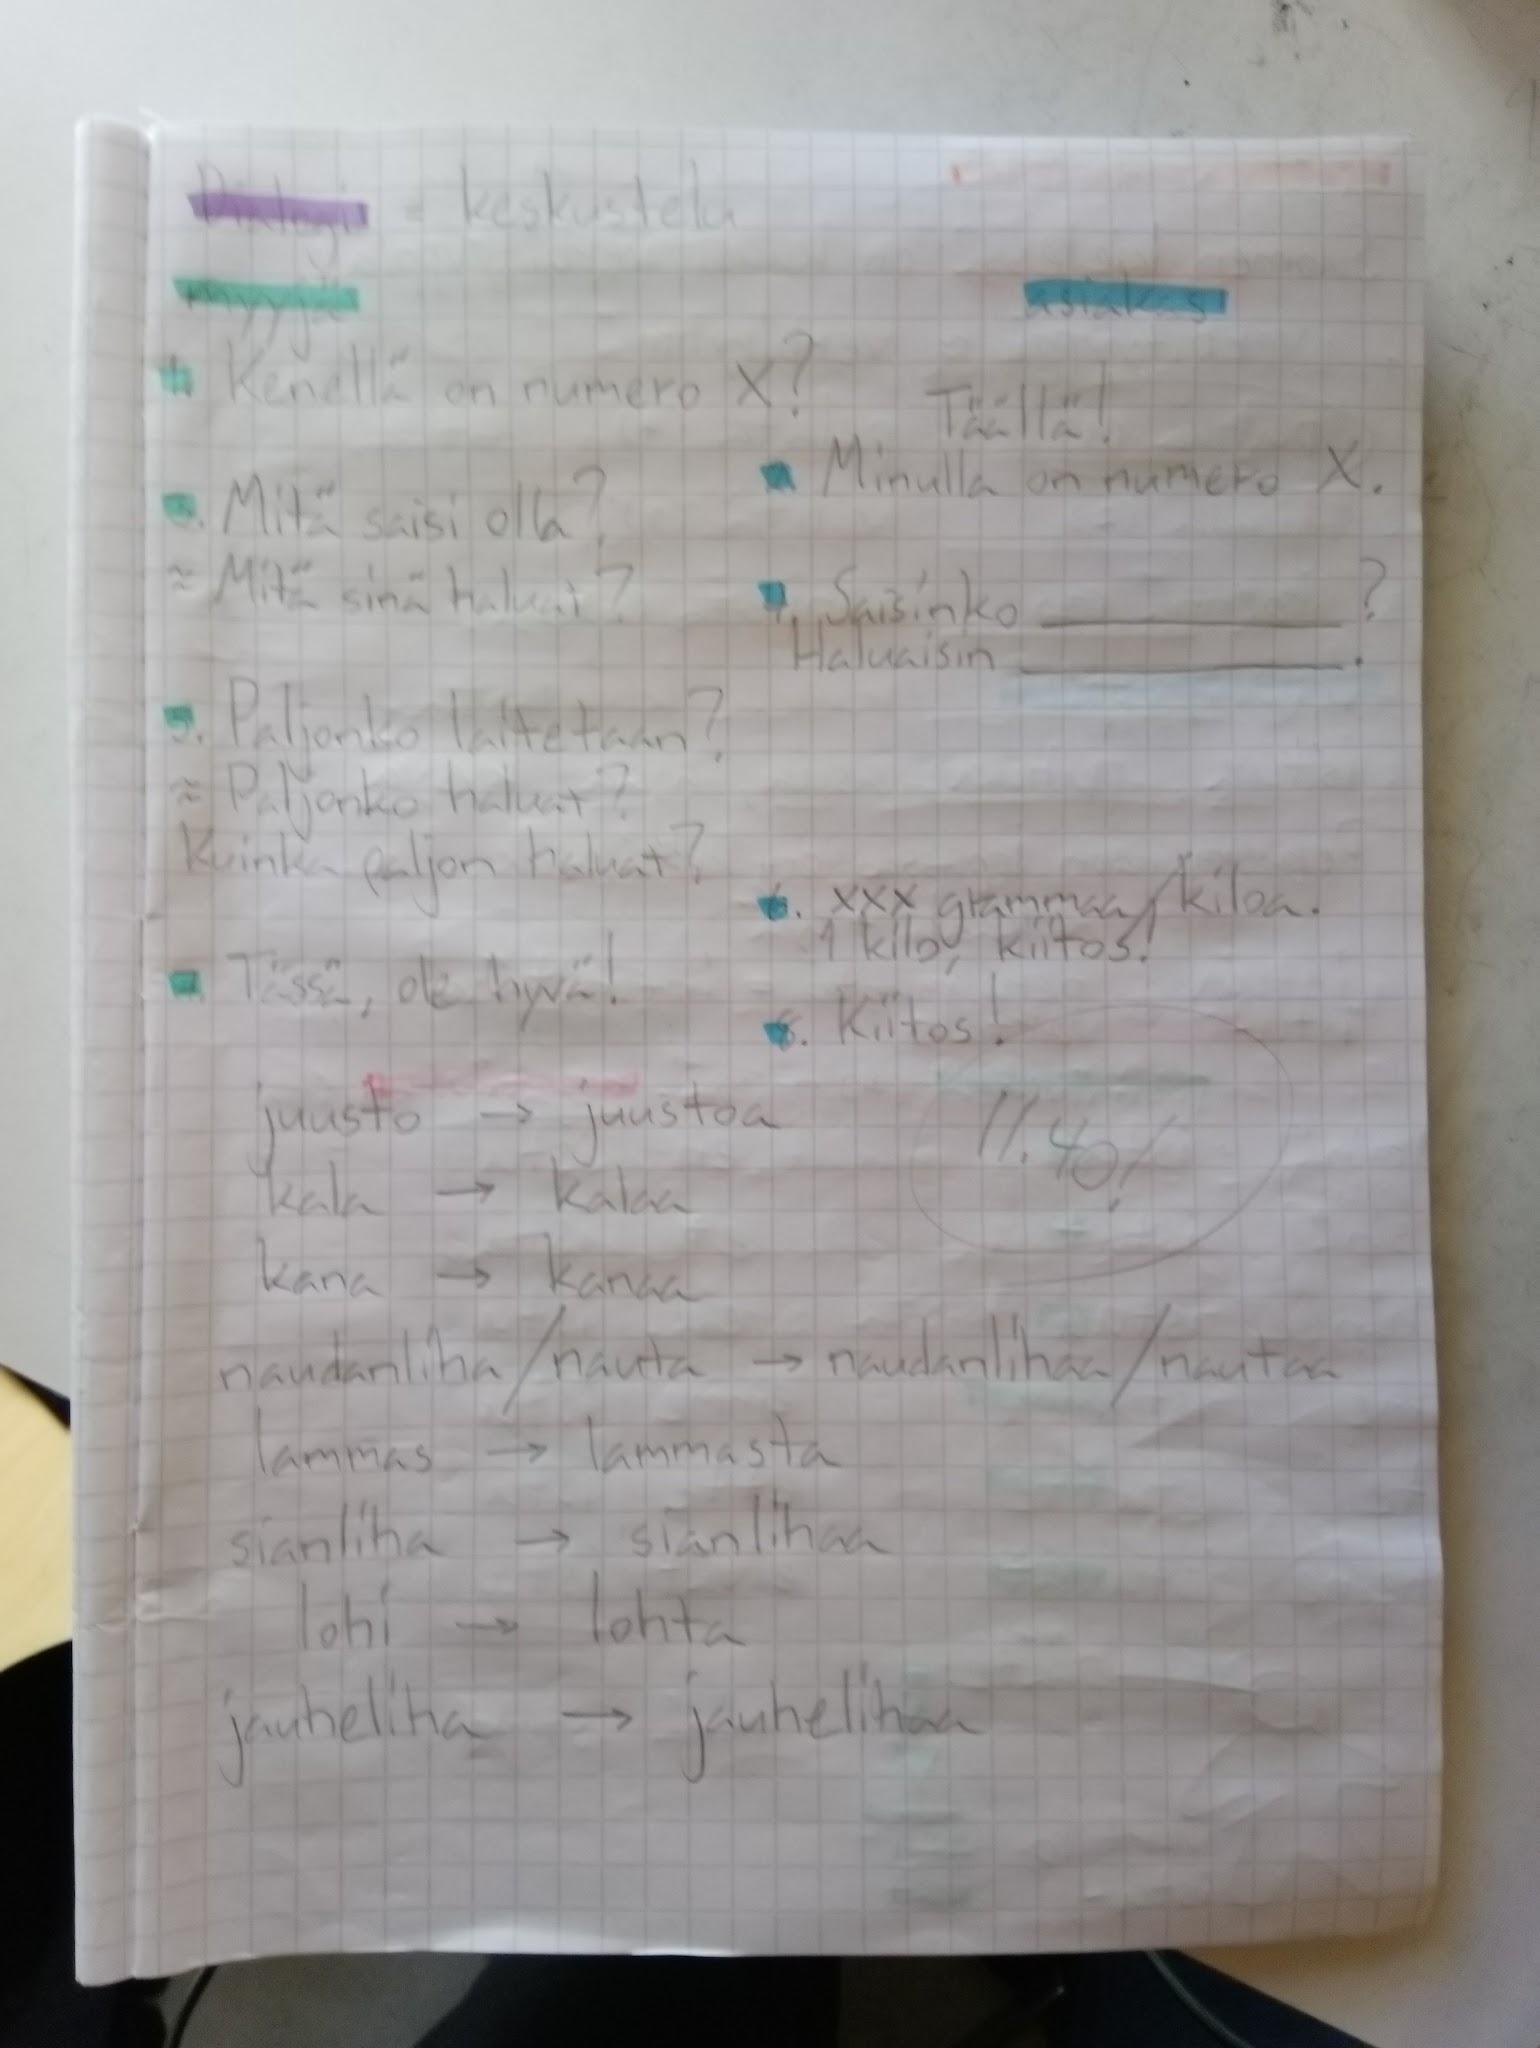 Dialogi = keskustelu
myyjä
asiakas
1. Kenellä on numero X?
Täällä!
2. Minulla on numero X.
3. Mitä saisi olla?
≈ Mitä sinä haluat?
4. Saisinko ___________?
Haluaisin ___________.
5. Paljonko laitetaan?
≈ Paljonko haluat?
Kuinka paljon haluat?
6. xxx grammaa/kiloa.
1 kilo, kiitos!
Tässä, ole hyvä!
8. Kiitos!
juusto → juustoa
11.40!
kala → kalaa
kana → kanaa
naudanliha/nauta → naudanlihaa/nautaa
lammas → lammasta
sianliha → sianlihaa
lohi → lohta
jauheliha → jauhelihaa